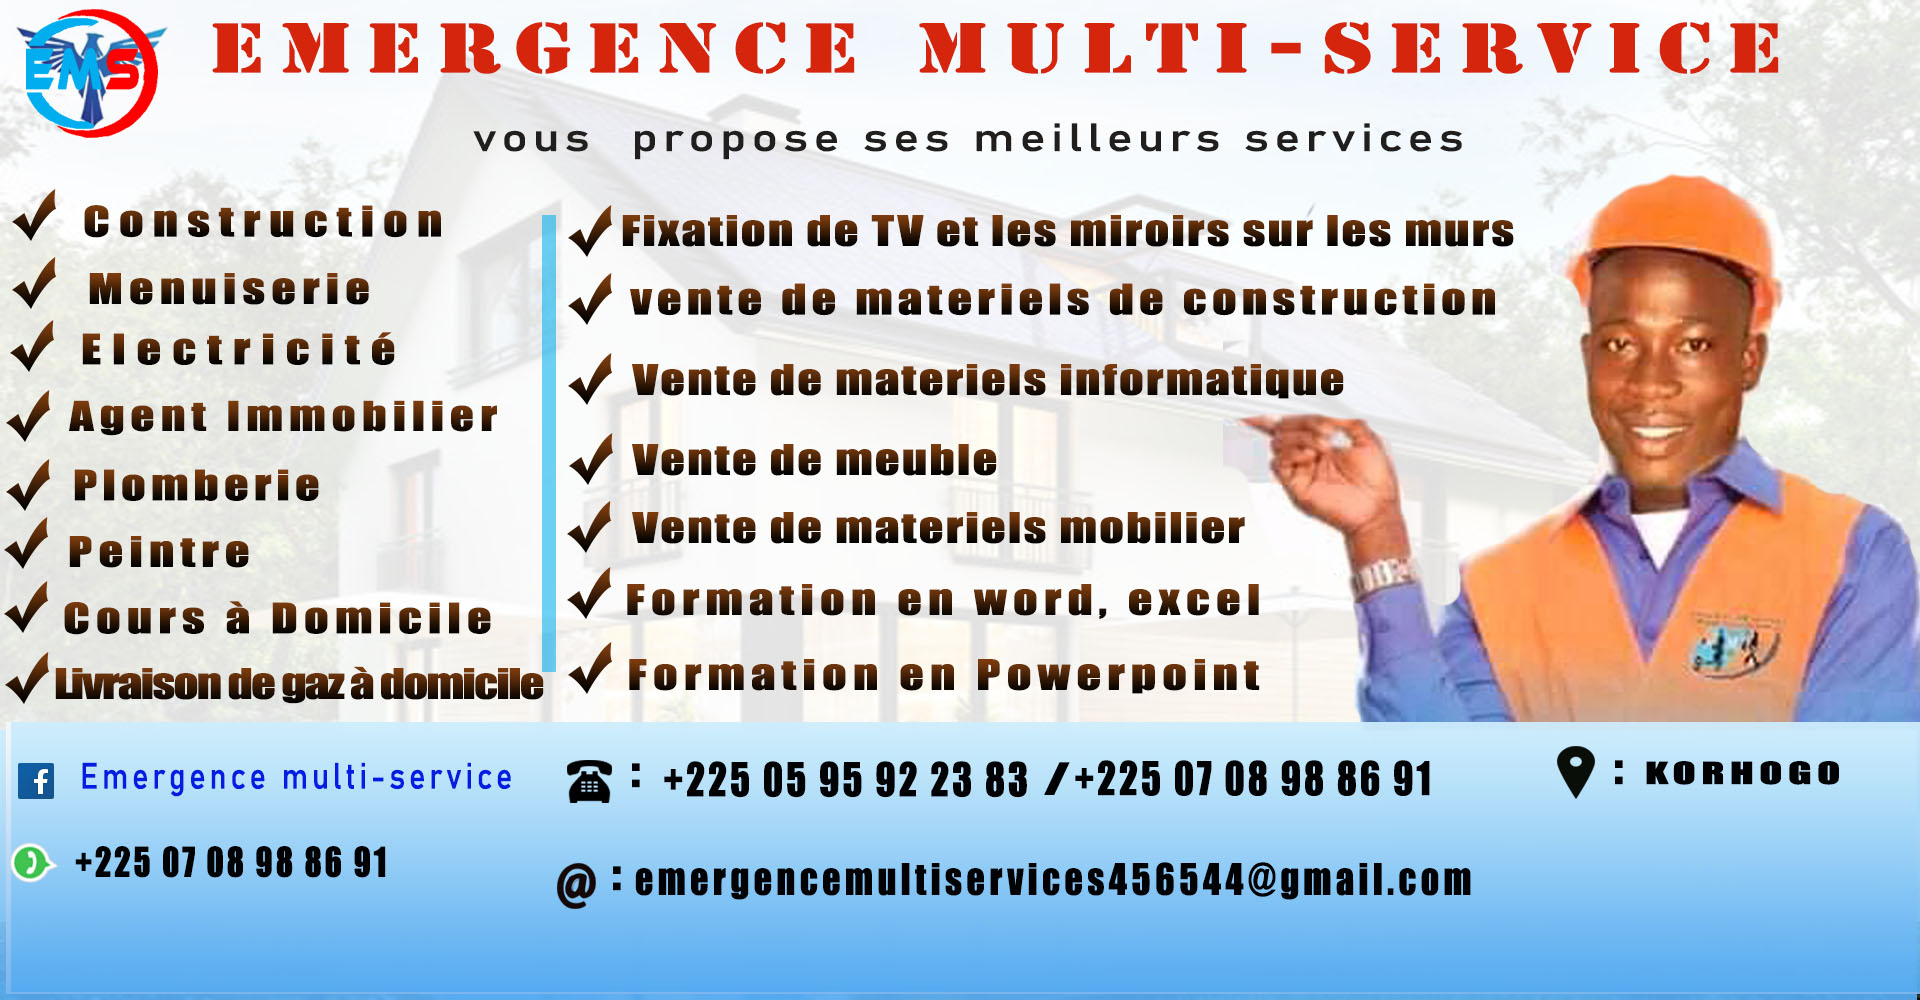 EMS
EMERGENCE MULTI-SERVICE
vous propose ses meilleurs services
Construction
Menuiserie
Electricité
Agent Immobilier
Plomberie
Peintre
Cours à Domicile
Livraison de gaz à domicile
Fixation de TV et les miroirs sur les murs
vente de materiels de construction
Vente de materiels informatique
Vente de meuble
Vente de materiels mobilier
Formation en word, excel
Formation en Powerpoint
Emergence multi-service
+225 07 08 98 86 91
: +225 05 95 92 23 83 /+225 07 08 98 86 91
: KORHOGO
@ : emergencemultiservices456544@gmail.com